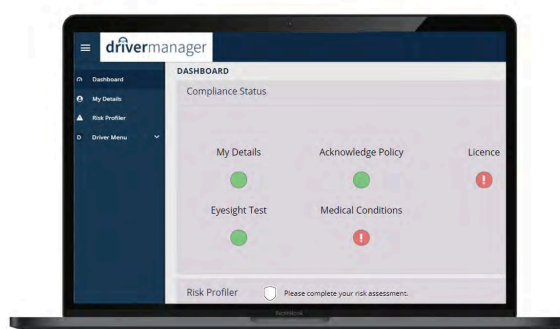 drivermanager
Dashboard
My Details
Risk Profiler
D Driver Menu
DASHBOARD
Compliance Status
My Details
Acknowledge Policy
Licence
!
Eyesight Test
Medical Conditions
!
Risk Profiler
Please complete your risk assessment.